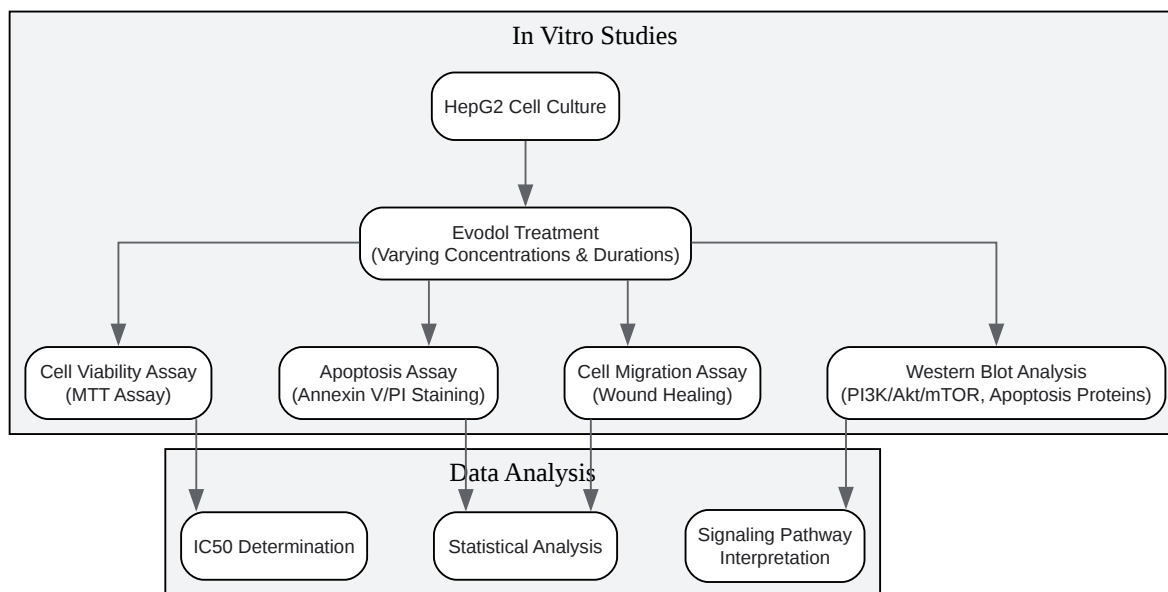 In Vitro Studies
HepG2 Cell Culture
Evodol Treatment
(Varying Concentrations & Durations)
Cell Viability Assay
(MTT Assay)
Apoptosis Assay
(Annexin V/PI Staining)
Cell Migration Assay
(Wound Healing)
Western Blot Analysis
(PI3K/Akt/mTOR, Apoptosis Proteins)
Data Analysis
IC50 Determination
Statistical Analysis
Signaling Pathway
Interpretation